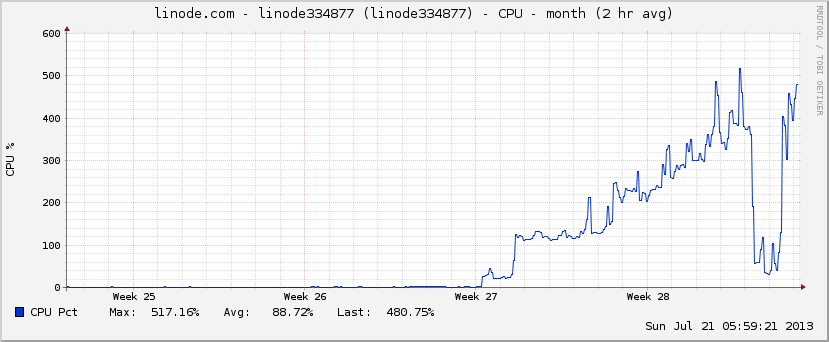 linode.com - linode334877 (linode334877) - CPU - month (2 hr avg)
RRDTOOL / TOBI OETIKER
CPU %
600
500
400
300
200
100
0
Week 25 Week 26 Week 27 Week 28
CPU Pct Max: 517.16% Avg: 88.72% Last: 480.75%
Sun Jul 21 05:59:21 2013